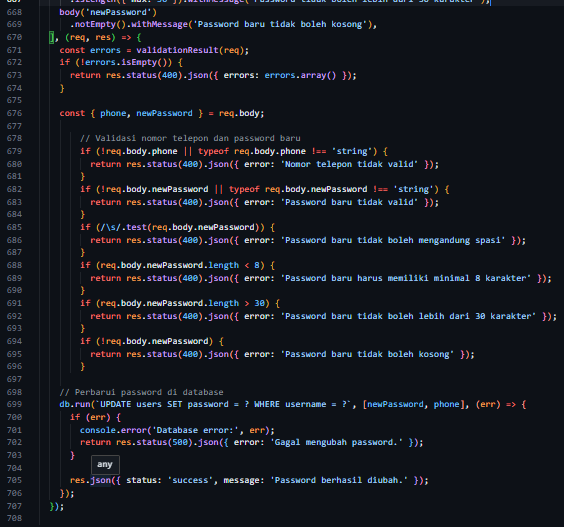 667 .isLength({ max: 30 }).withMessage('Password tidak boleh lebih dari 30 karakter'),
668 body('newPassword')
669 .notEmpty().withMessage('Password baru tidak boleh kosong'),
670 ], (req, res) => {
671 const errors = validationResult(req);
672 if (!errors.isEmpty()) {
673 return res.status(400).json({ errors: errors.array() });
674 }
675
676 const { phone, newPassword } = req.body;
677
678 // Validasi nomor telepon dan password baru
679 if (!req.body.phone || typeof req.body.phone !== 'string') {
680 return res.status(400).json({ error: 'Nomor telepon tidak valid' });
681 }
682 if (!req.body.newPassword || typeof req.body.newPassword !== 'string') {
683 return res.status(400).json({ error: 'Password baru tidak valid' });
684 }
685 if (/\s/.test(req.body.newPassword)) {
686 return res.status(400).json({ error: 'Password baru tidak boleh mengandung spasi' });
687 }
688 if (req.body.newPassword.length < 8) {
689 return res.status(400).json({ error: 'Password baru harus memiliki minimal 8 karakter' });
690 }
691 if (req.body.newPassword.length > 30) {
692 return res.status(400).json({ error: 'Password baru tidak boleh lebih dari 30 karakter' });
693 }
694 if (!req.body.newPassword) {
695 return res.status(400).json({ error: 'Password baru tidak boleh kosong' });
696 }
697
698 // Perbarui password di database
699 db.run(`UPDATE users SET password = ? WHERE username = ?`, [newPassword, phone], (err) => {
700 if (err) {
701 console.error('Database error:', err);
702 return res.status(500).json({ error: 'Gagal mengubah password.' });
703 }
704 any
705 res.json({ status: 'success', message: 'Password berhasil diubah.' });
706 });
707 });
708